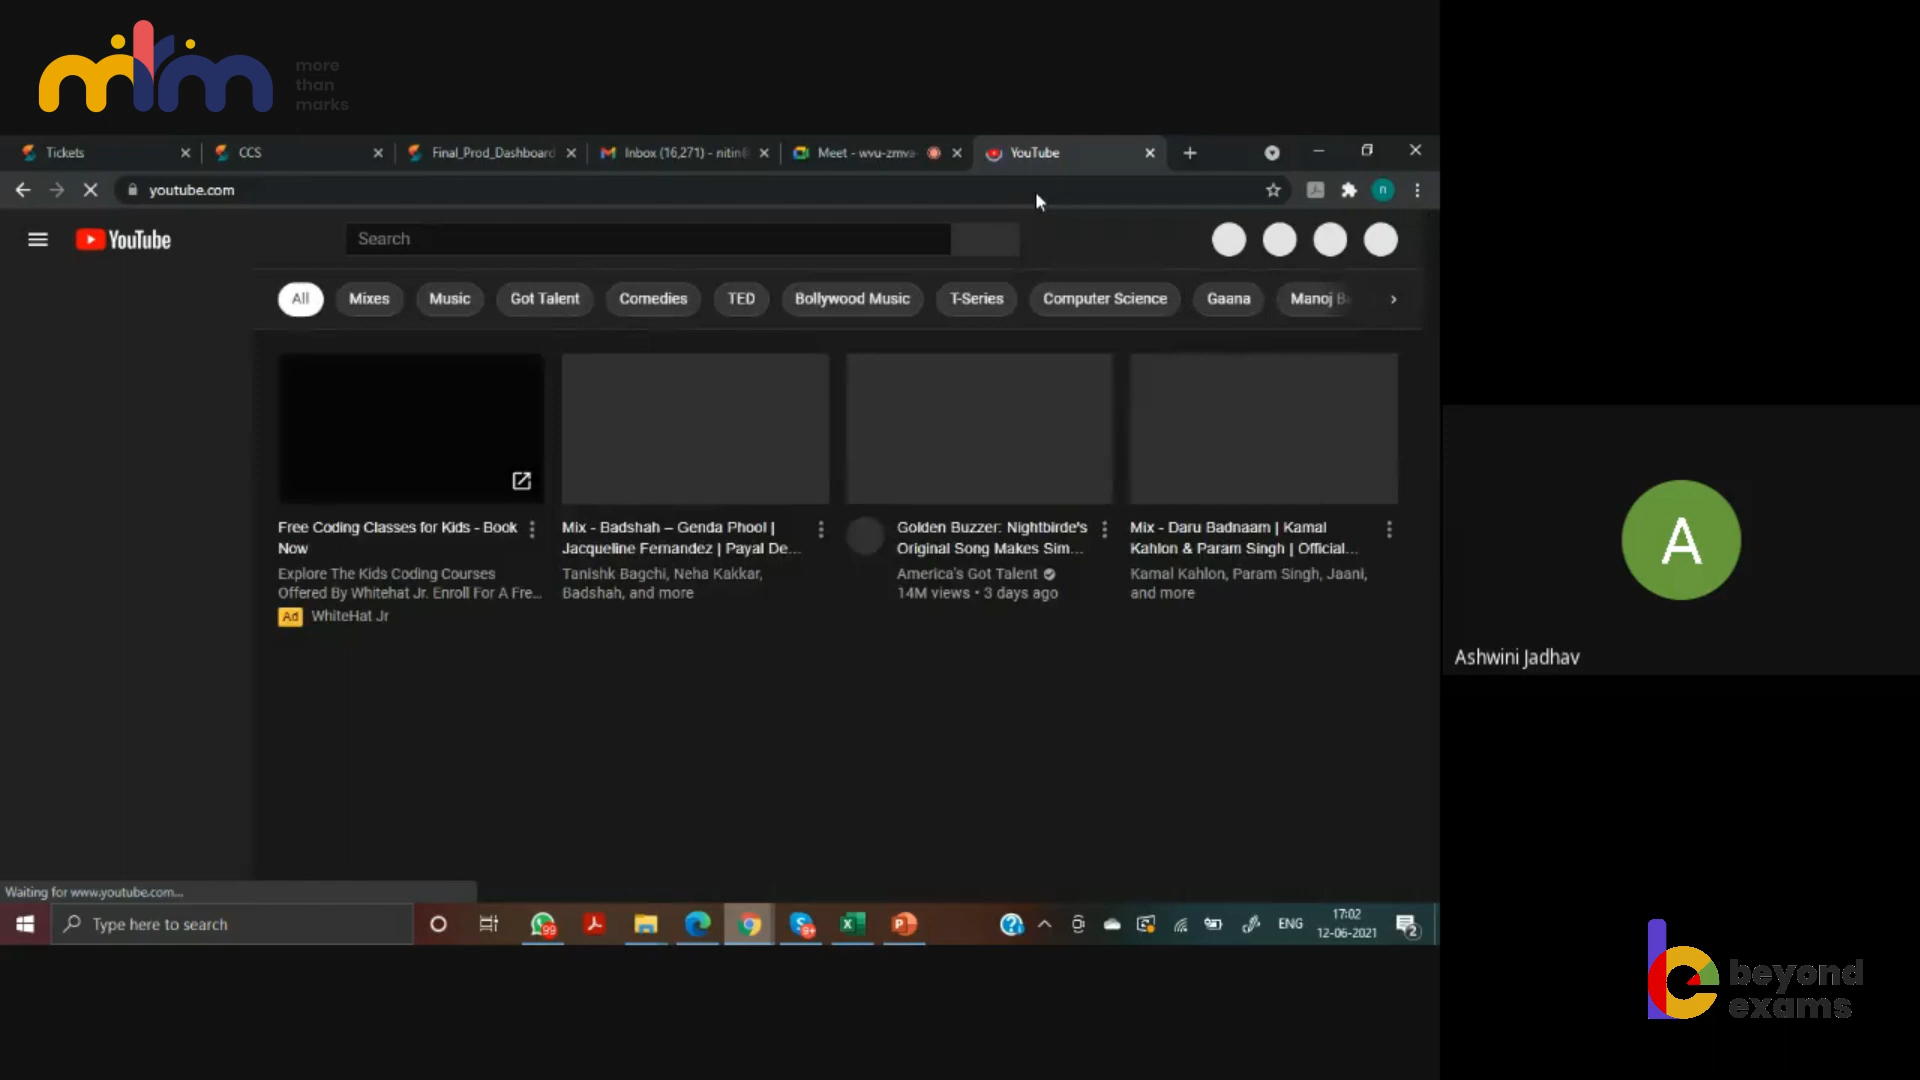 mtm
more
than
marks
Tickets
CCS
Final_Prod_Dashboard
Inbox (16,271) - nitin
Meet - wvu-zmva
YouTube
youtube.com
YouTube
Search
n
All
Mixes
Music
Got Talent
Comedies
TED
Bollywood Music
T-Series
Computer Science
Gaana
Manoj B
Free Coding Classes for Kids - Book
Now
Explore The Kids Coding Courses
Offered By Whitehat Jr. Enroll For A Fre...
Ad WhiteHat Jr
Mix - Badshah – Genda Phool |
Jacqueline Fernandez | Payal De...
Tanishk Bagchi, Neha Kakkar,
Badshah, and more
Golden Buzzer: Nightbirde's
Original Song Makes Sim...
America's Got Talent
14M views • 3 days ago
Mix - Daru Badnaam | Kamal
Kahlon & Param Singh | Official...
Kamal Kahlon, Param Singh, Jaani,
and more
A
Ashwini Jadhav
Waiting for www.youtube.com...
Type here to search
99
9+
ENG
17:02
12-06-2021
2
beyond
exams